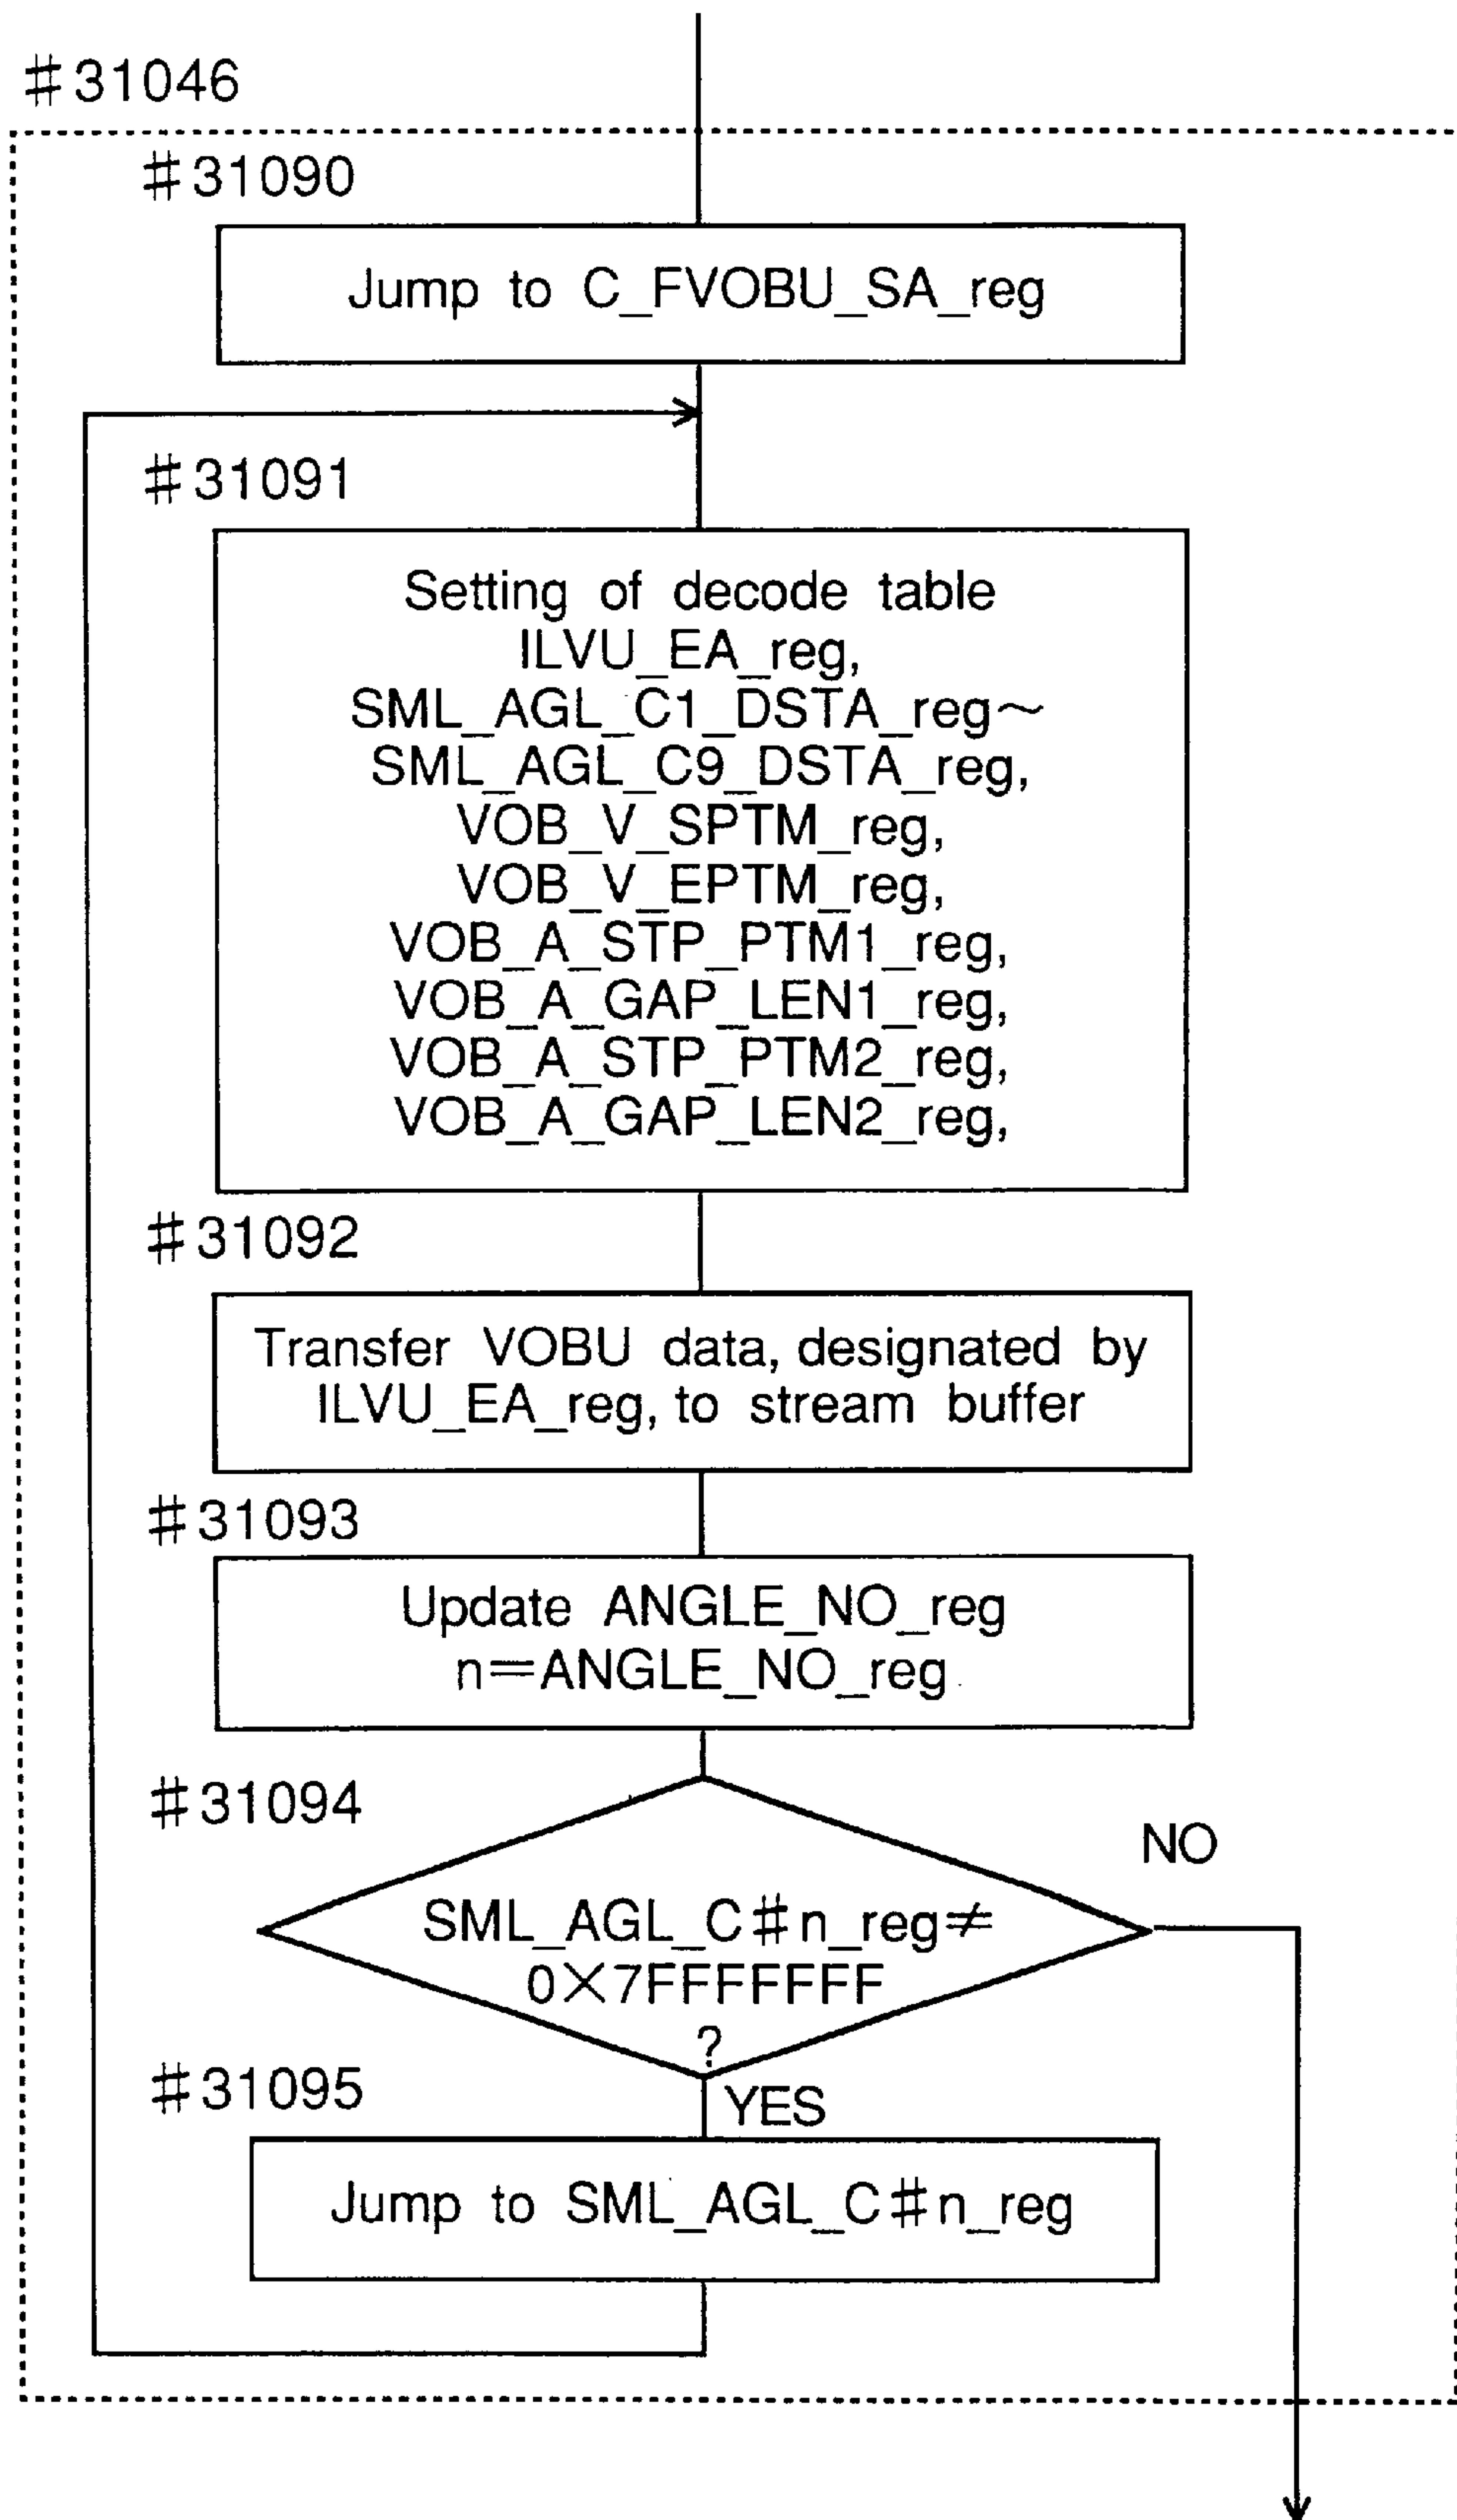 #31046
#31090
Jump to C_FVOBU_SA_reg
#31091
Setting of decode table
ILVU_EA_reg,
SML_AGL_C1_DSTA_reg～
SML_AGL_C9_DSTA_reg,
VOB_V_SPTM_reg,
VOB_V_EPTM_reg,
VOB_A_STP_PTM1_reg,
VOB_A_GAP_LEN1_reg,
VOB_A_STP_PTM2_reg,
VOB_A_GAP_LEN2_reg,
#31092
Transfer VOBU data, designated by
ILVU_EA_reg, to stream buffer
#31093
Update ANGLE_NO_reg
n=ANGLE_NO_reg
#31094
NO
SML_AGL_C#n_reg≠
0×7FFFFFFF
?
#31095
YES
Jump to SML_AGL_C#n_reg